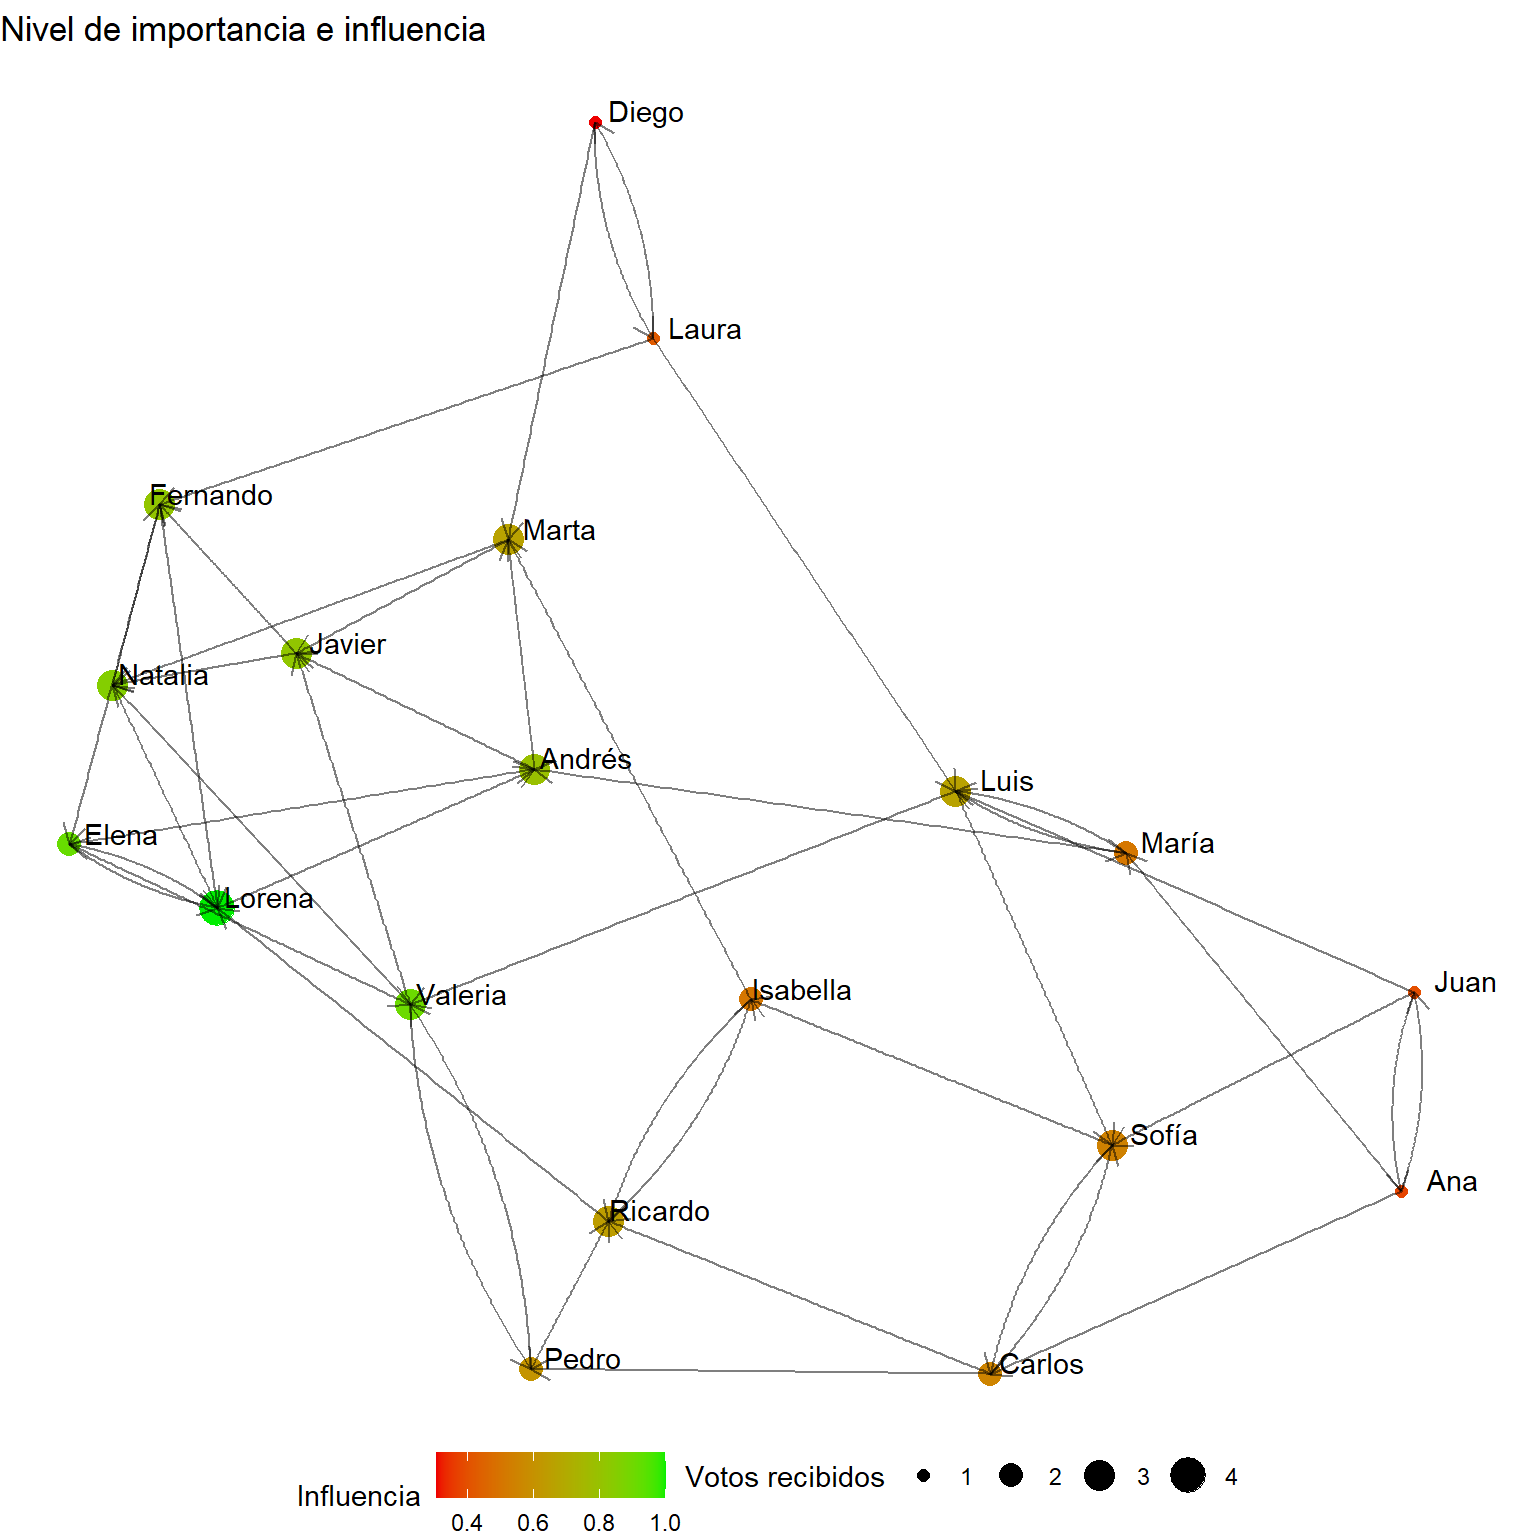 Nivel de importancia e influencia
Diego
Laura
Fernando
Marta
Javier
Natalia
Andrés
Luis
Elena
María
Lorena
Valeria
Isabella
Juan
Sofía
Ana
Ricardo
Pedro
Carlos
Influencia
0.4 0.6 0.8 1.0
Votos recibidos 1 2 3 4